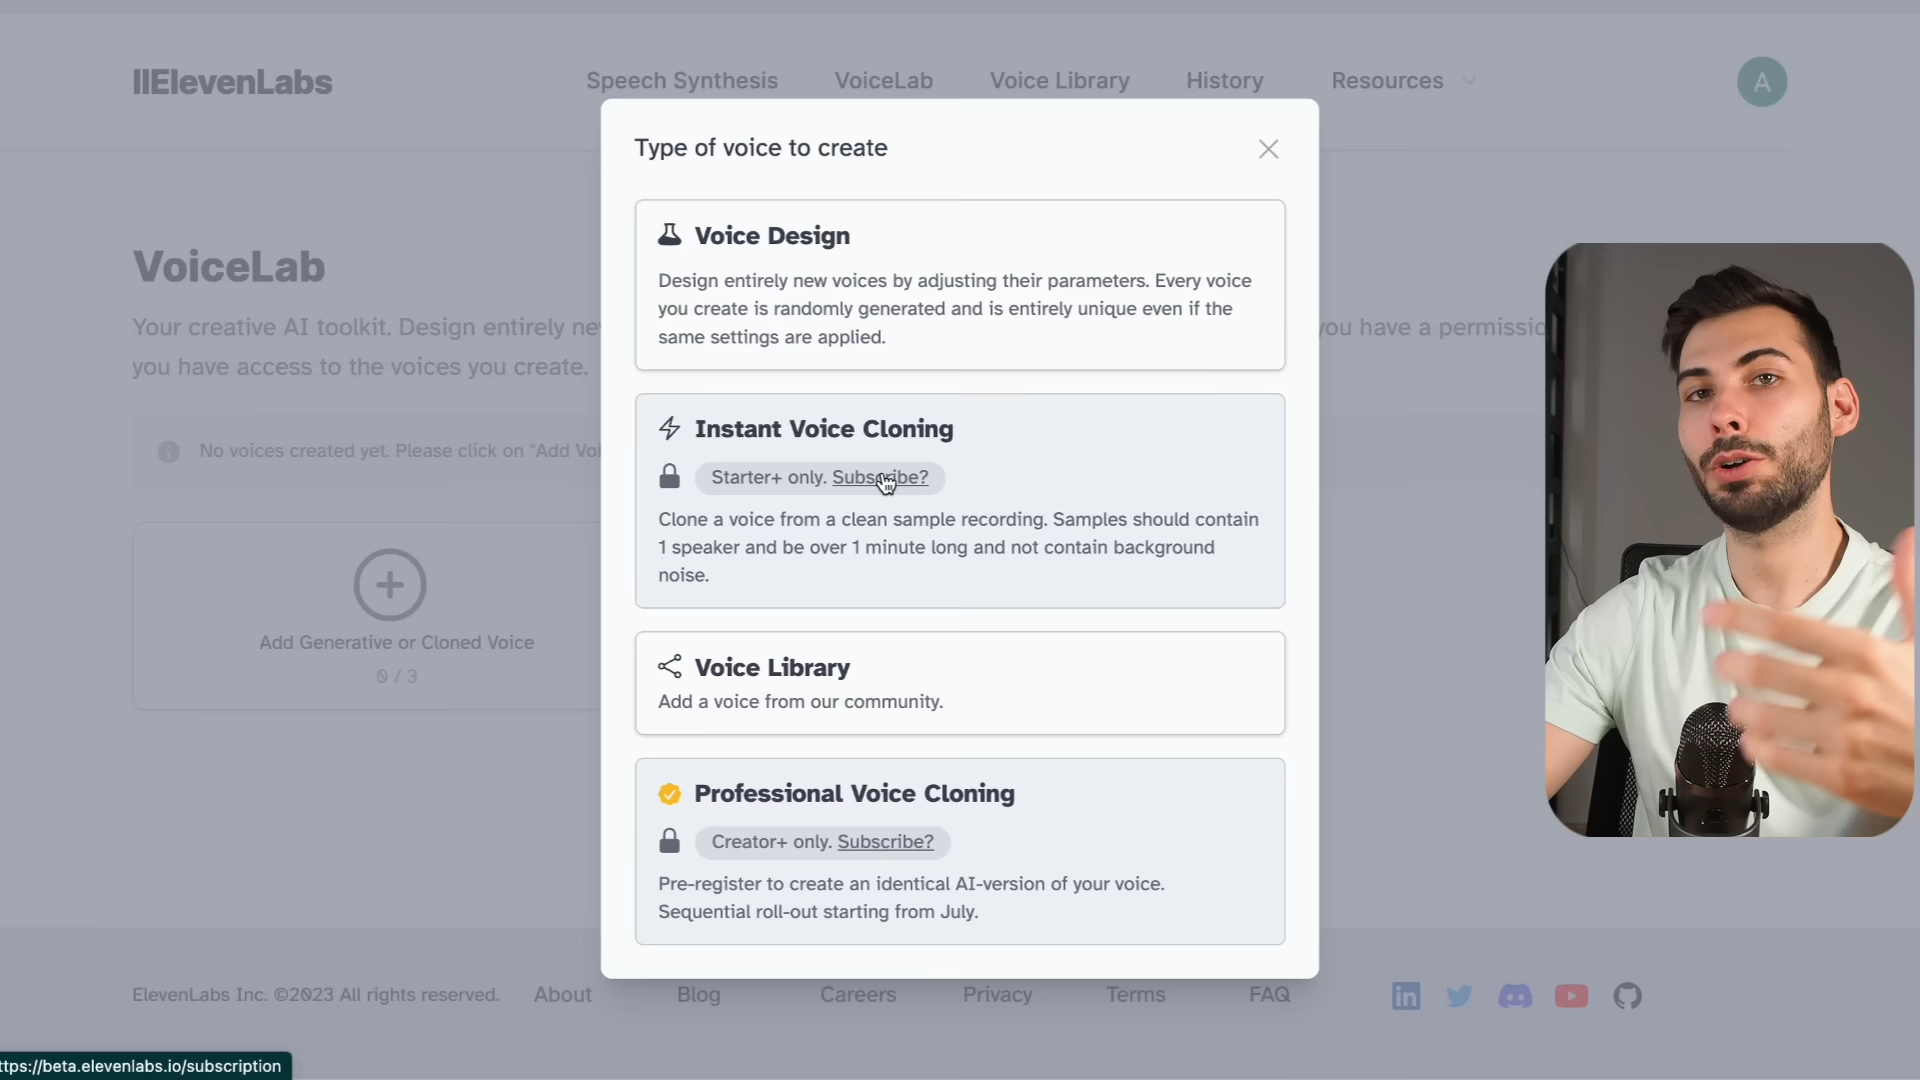 IIElevenLabs
Speech Synthesis
VoiceLab
Voice Library
History
Resources
A
Type of voice to create
Voice Design
Design entirely new voices by adjusting their parameters. Every voice
you create is randomly generated and is entirely unique even if the
same settings are applied.
Instant Voice Cloning
Starter+ only. Subscribe?
Clone a voice from a clean sample recording. Samples should contain
1 speaker and be over 1 minute long and not contain background
noise.
Voice Library
Add a voice from our community.
Professional Voice Cloning
Creator+ only. Subscribe?
Pre-register to create an identical AI-version of your voice.
Sequential roll-out starting from July.
VoiceLab
Your creative AI toolkit. Design entirely ne
you have a permissio
you have access to the voices you create.
No voices created yet. Please click on "Add Voi
Add Generative or Cloned Voice
0 / 3
ElevenLabs Inc. ©2023 All rights reserved.
About
Blog
Careers
Privacy
Terms
FAQ
ttps://beta.elevenlabs.io/subscription